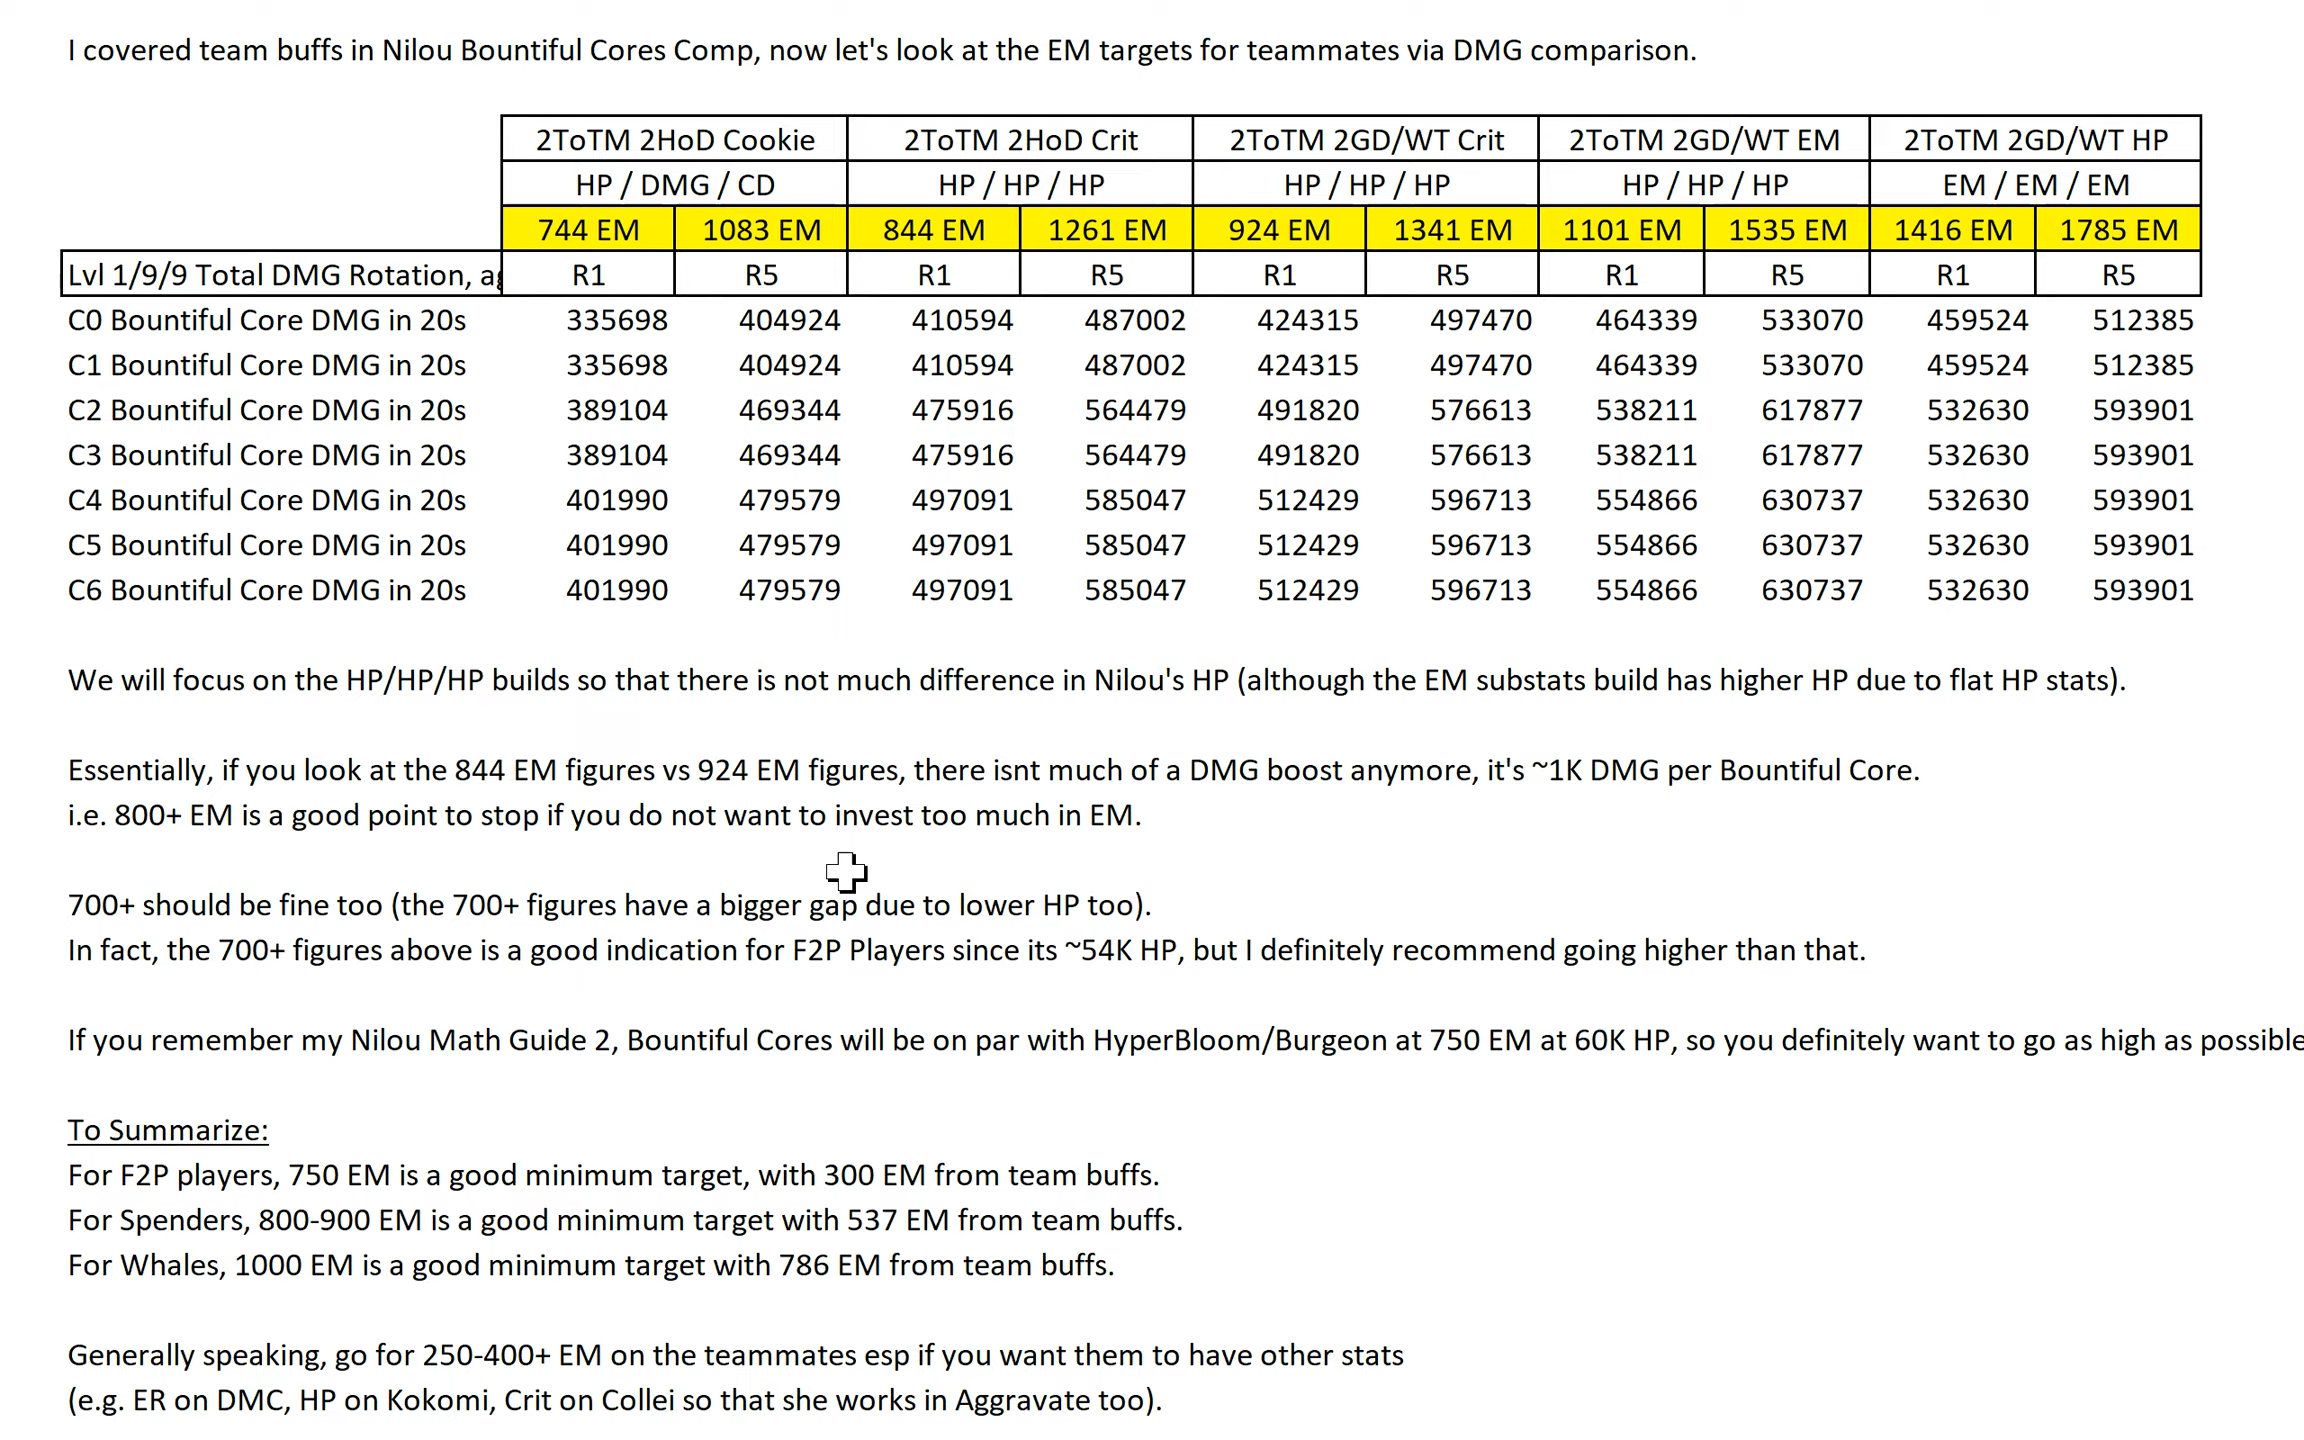 I covered team buffs in Nilou Bountiful Cores Comp, now let's look at the EM targets for teammates via DMG comparison.
2ToTM 2HoD Cookie 2ToTM 2HoD Crit 2ToTM 2GD/WT Crit 2ToTM 2GD/WT EM 2ToTM 2GD/WT HP
HP / DMG / CD HP / HP / HP HP / HP / HP HP / HP / HP EM / EM / EM
744 EM 1083 EM 844 EM 1261 EM 924 EM 1341 EM 1101 EM 1535 EM 1416 EM 1785 EM
Lvl 1/9/9 Total DMG Rotation, R1 R5 R1 R5 R1 R5 R1 R5 R1 R5
C0 Bountiful Core DMG in 20s 335698 404924 410594 487002 424315 497470 464339 533070 459524 512385
C1 Bountiful Core DMG in 20s 335698 404924 410594 487002 424315 497470 464339 533070 459524 512385
C2 Bountiful Core DMG in 20s 389104 469344 475916 564479 491820 576613 538211 617877 532630 593901
C3 Bountiful Core DMG in 20s 389104 469344 475916 564479 491820 576613 538211 617877 532630 593901
C4 Bountiful Core DMG in 20s 401990 479579 497091 585047 512429 596713 554866 630737 532630 593901
C5 Bountiful Core DMG in 20s 401990 479579 497091 585047 512429 596713 554866 630737 532630 593901
C6 Bountiful Core DMG in 20s 401990 479579 497091 585047 512429 596713 554866 630737 532630 593901
We will focus on the HP/HP/HP builds so that there is not much difference in Nilou's HP (although the EM substats build has higher HP due to flat HP stats).
Essentially, if you look at the 844 EM figures vs 924 EM figures, there isnt much of a DMG boost anymore, it's ~1K DMG per Bountiful Core.
i.e. 800+ EM is a good point to stop if you do not want to invest too much in EM.
700+ should be fine too (the 700+ figures have a bigger gap due to lower HP too).
In fact, the 700+ figures above is a good indication for F2P Players since its ~54K HP, but I definitely recommend going higher than that.
If you remember my Nilou Math Guide 2, Bountiful Cores will be on par with HyperBloom/Burgeon at 750 EM at 60K HP, so you definitely want to go as high as possible
To Summarize:
For F2P players, 750 EM is a good minimum target, with 300 EM from team buffs.
For Spenders, 800-900 EM is a good minimum target with 537 EM from team buffs.
For Whales, 1000 EM is a good minimum target with 786 EM from team buffs.
Generally speaking, go for 250-400+ EM on the teammates esp if you want them to have other stats
(e.g. ER on DMC, HP on Kokomi, Crit on Collei so that she works in Aggravate too).